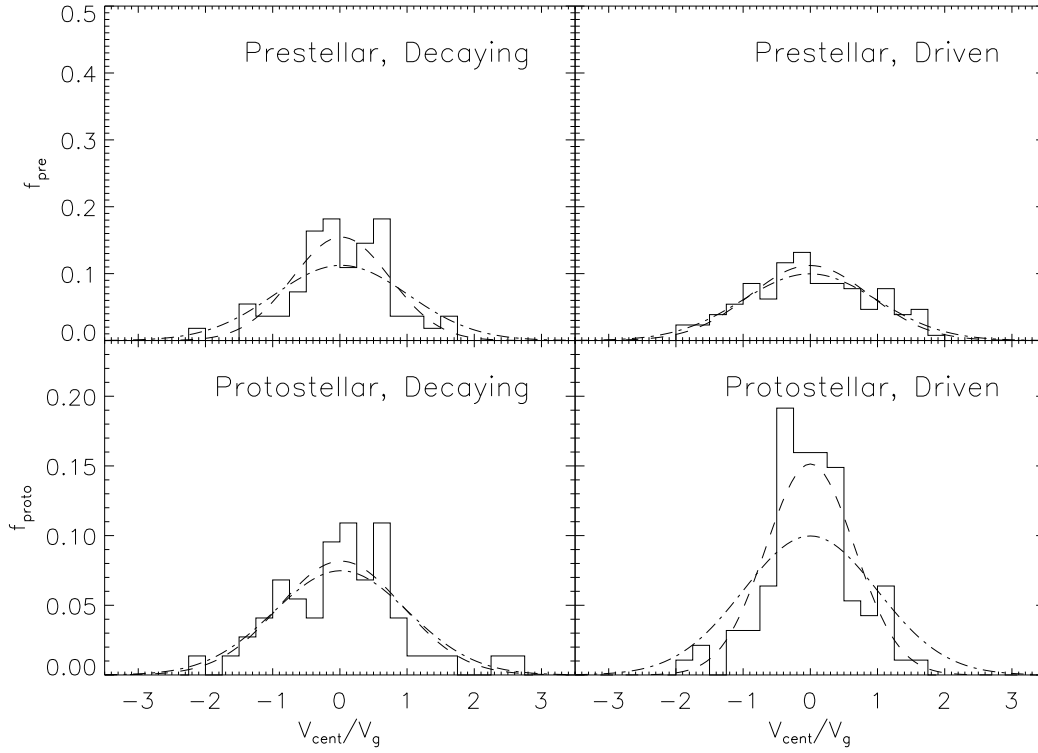 Prestellar, Decaying
Prestellar, Driven
0.5
0.4
0.3
0.2
0.1
0.0
f_pre
Protostellar, Decaying
Protostellar, Driven
0.20
0.15
0.10
0.05
0.00
f_proto
-3 -2 -1 0 1 2 3
-3 -2 -1 0 1 2 3
V_cent/V_g
V_cent/V_g